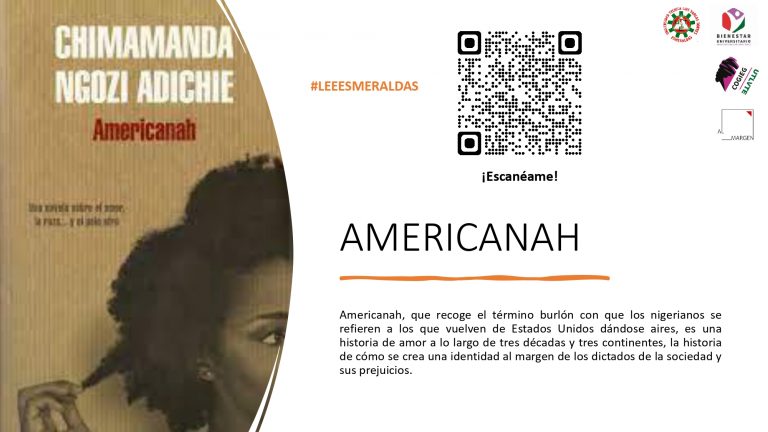 CHIMAMANDA
NGOZI ADICHIE
Americanah
Una novela sobre el amor,
la raza... y el pelo afro
#LEEESMERALDAS
¡Escanéame!
BIENESTAR
UNIVERSITARIO
COGIEG
UTLVTE
AL
MARGEN
AMERICANAH
Americanah, que recoge el término burlón con que los nigerianos se
refieren a los que vuelven de Estados Unidos dándose aires, es una
historia de amor a lo largo de tres décadas y tres continentes, la historia
de cómo se crea una identidad al margen de los dictados de la sociedad y
sus prejuicios.